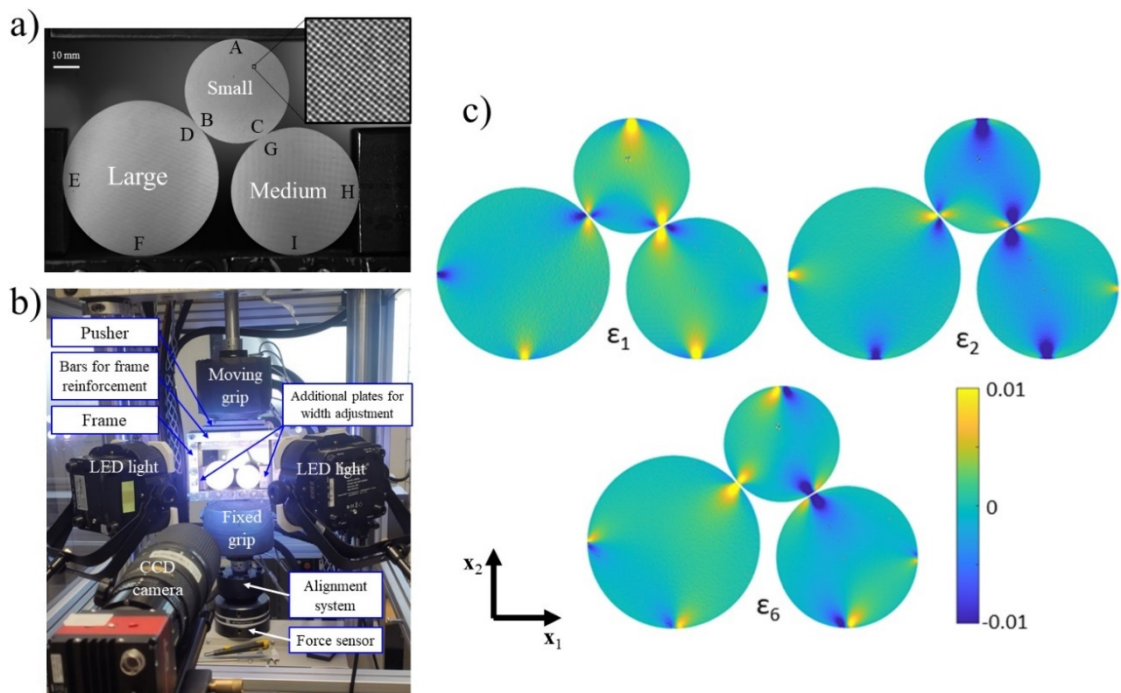 a)
10 mm
A
Small
B
C
D
G
E
Large
Medium
H
F
I
b)
Pusher
Bars for frame
reinforcement
Frame
Moving
grip
Additional plates for
width adjustment
LED light
LED light
Fixed
grip
CCD
camera
Alignment
system
Force sensor
c)
ε1
ε2
ε6
0.01
0
-0.01
x2
x1